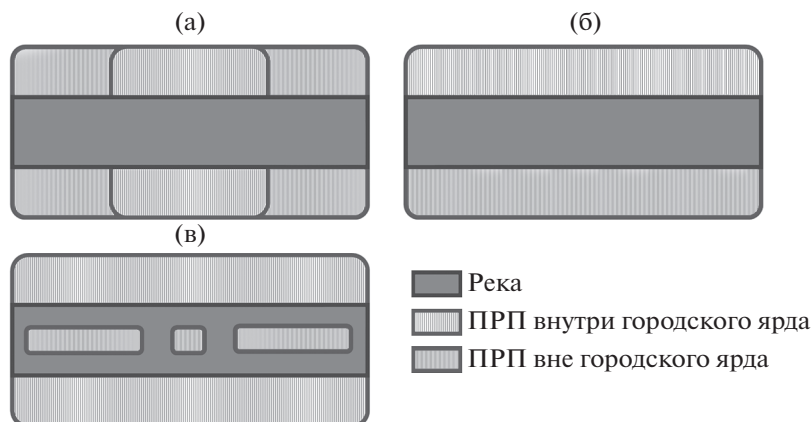 (а)
(б)
(в)
Река
ПРП внутри городского ярда
ПРП вне городского ярда